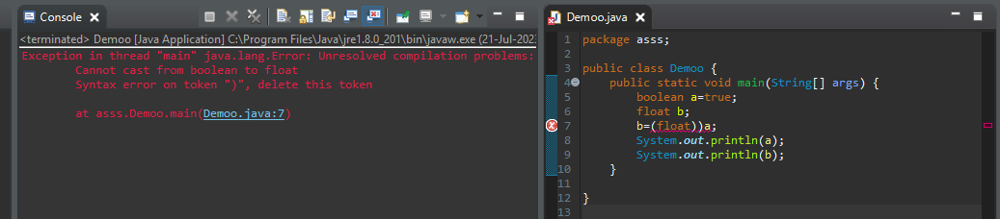 Console
<terminated> Demoo [Java Application] C:\Program Files\Java\jre1.8.0_201\bin\javaw.exe (21-Jul-202
Exception in thread "main" java.lang.Error: Unresolved compilation problems:
Cannot cast from boolean to float
Syntax error on token ")", delete this token
at asss.Demoo.main(Demoo.java:7)
Demoo.java
1 package asss;
2
3 public class Demoo {
4 public static void main(String[] args) {
5 boolean a=true;
6 float b;
7 b=(float))a;
8 System.out.println(a);
9 System.out.println(b);
10 }
11
12 }
13